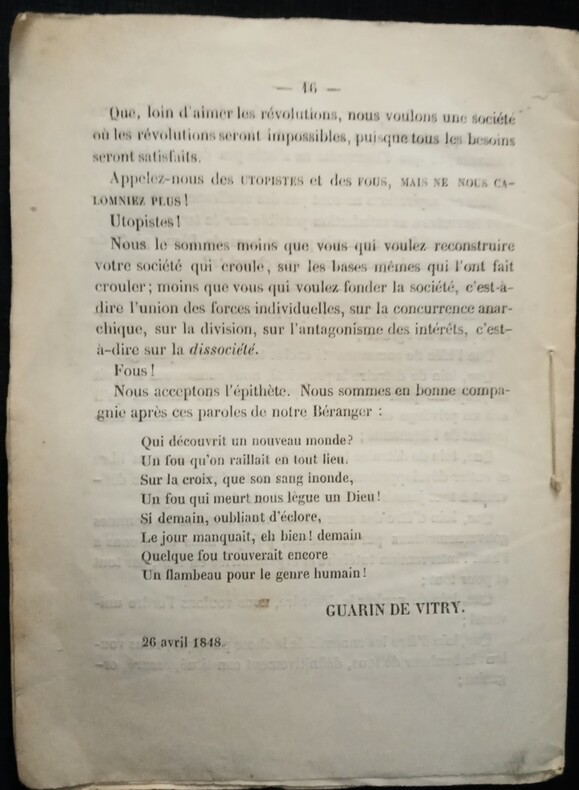 — 16 —
Que, loin d'aimer les révolutions, nous voulons une société
où les révolutions seront impossibles, puisque tous les besoins
seront satisfaits.
Appelez-nous des UTOPISTES et des FOUS, MAIS NE NOUS CA-
LOMNIEZ PLUS!
Utopistes!
Nous le sommes moins que vous qui voulez reconstruire
votre société qui croule, sur les bases mêmes qui l'ont fait
crouler; moins que vous qui voulez fonder la société, c'est-à-
dire l'union des forces individuelles, sur la concurrence anar-
chique, sur la division, sur l'antagonisme des intérêts, c'est-
à-dire sur la dissociété.
Fous!
Nous acceptons l'épithète. Nous sommes en bonne compa-
gnie après ces paroles de notre Béranger :
Qui découvrit un nouveau monde?
Un fou qu'on raillait en tout lieu.
Sur la croix, que son sang inonde,
Un fou qui meurt nous lègue un Dieu!
Si demain, oubliant d'éclore,
Le jour manquait, eh bien! demain
Quelque fou trouverait encore
Un flambeau pour le genre humain!
GUARIN DE VITRY.
26 avril 1848.